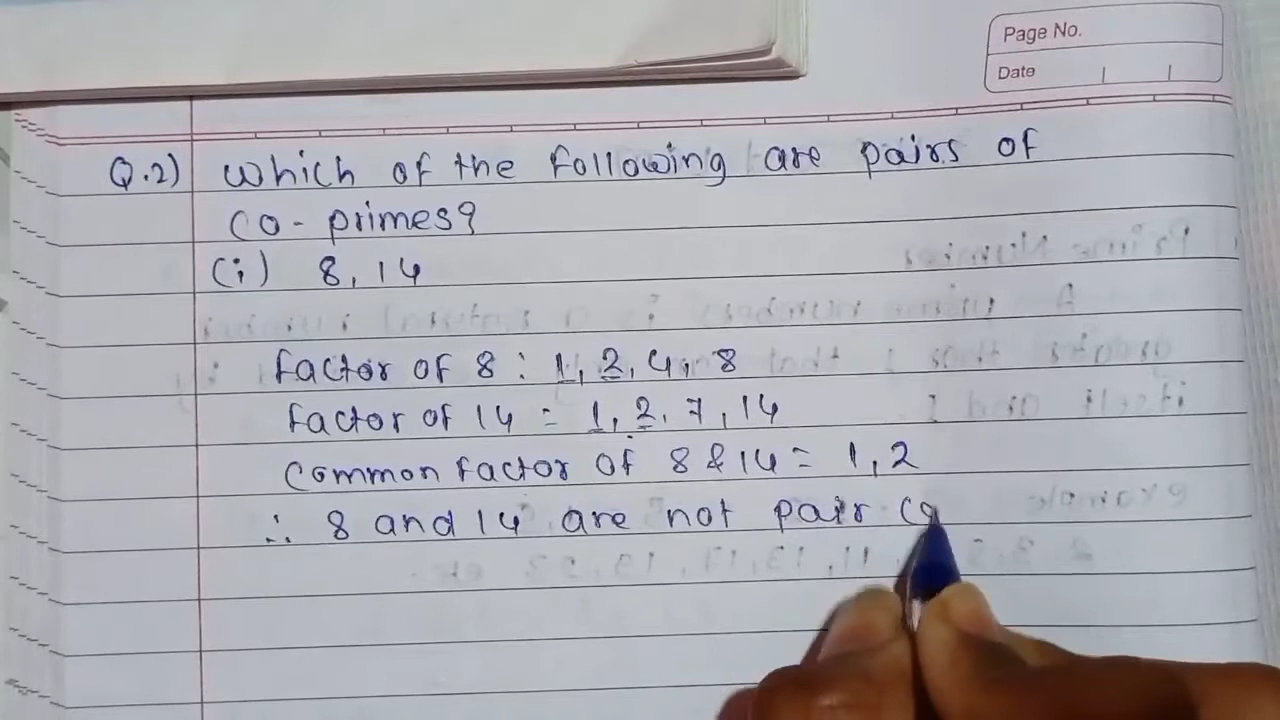 Page No.
Date
Q.2) Which of the following are pairs of
co-primes?
(i) 8, 14
factor of 8 : 1, 2, 4, 8
factor of 14 = 1, 2, 7, 14
Common factor of 8 & 14 = 1, 2
∴ 8 and 14 are not pair co